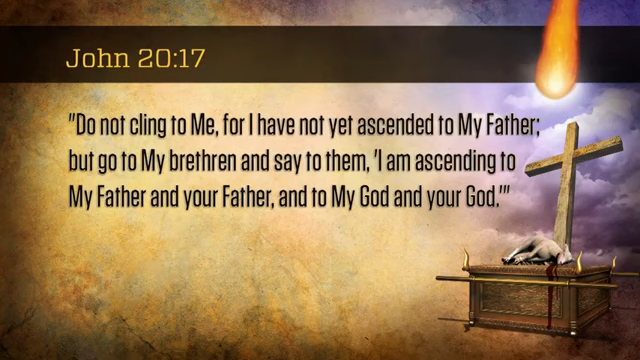 John 20:17
"Do not cling to Me, for I have not yet ascended to My Father;
but go to My brethren and say to them, 'I am ascending to
My Father and your Father, and to My God and your God.'"